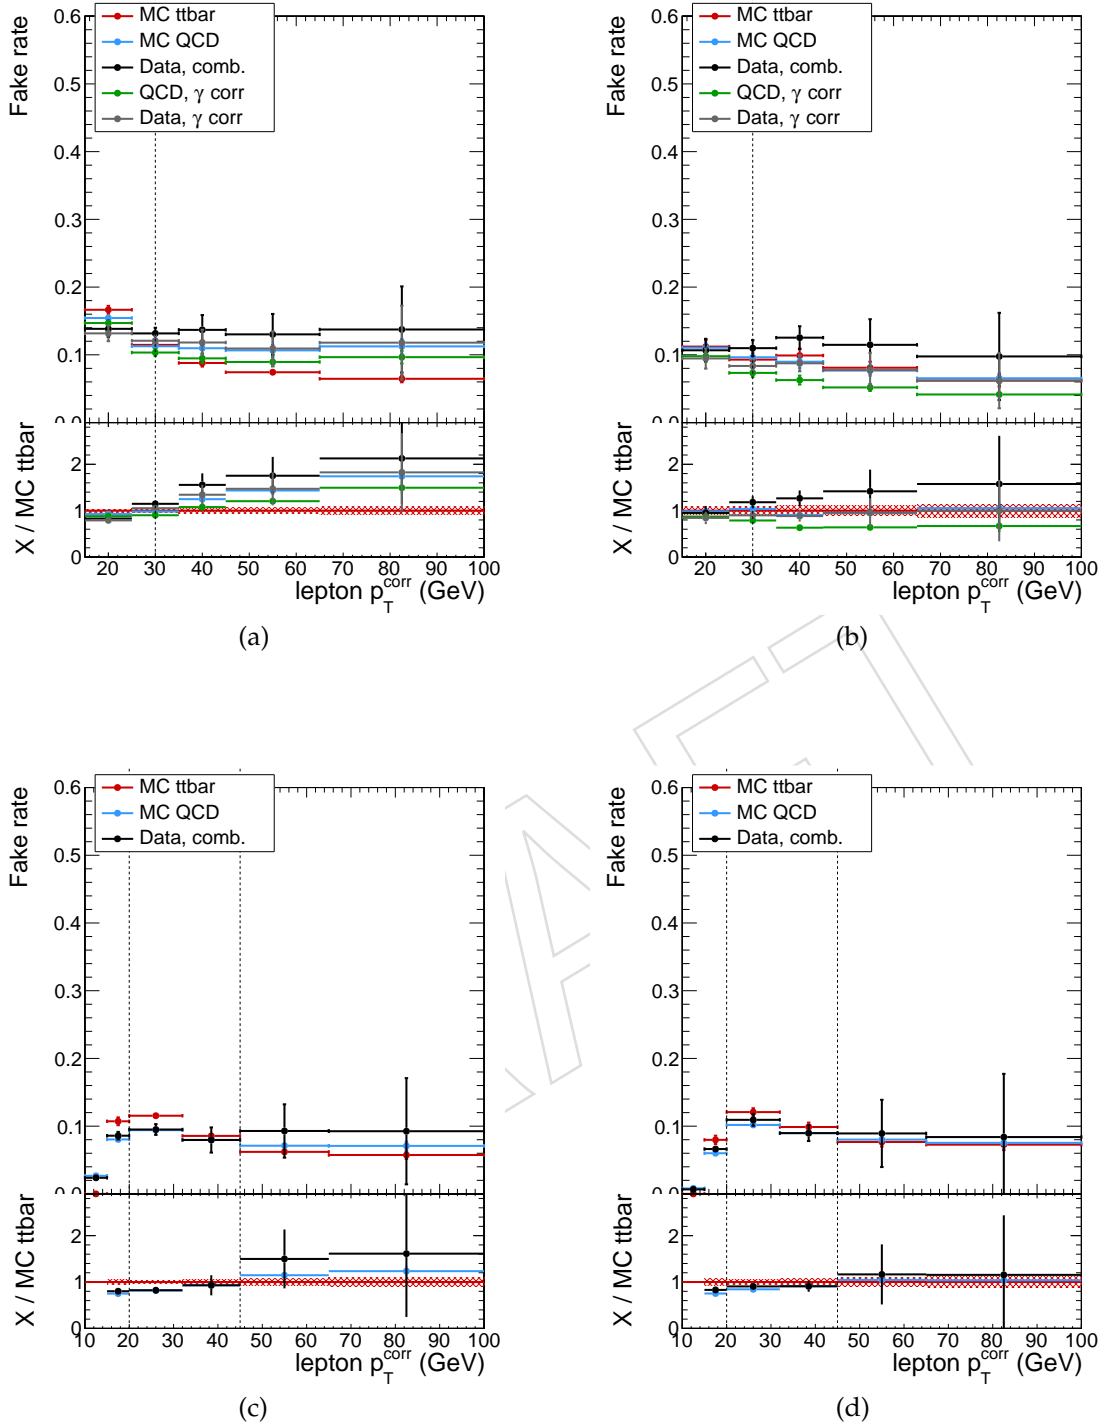 MC ttbar
MC QCD
Data, comb.
QCD, γ corr
Data, γ corr
Fake rate
0.6
0.5
0.4
0.3
0.2
0.1
0.0
X / MC ttbar
2
1
0
20 30 40 50 60 70 80 90 100
lepton p_T^corr (GeV)
(a)
MC ttbar
MC QCD
Data, comb.
QCD, γ corr
Data, γ corr
Fake rate
0.6
0.5
0.4
0.3
0.2
0.1
0.0
X / MC ttbar
2
1
0
20 30 40 50 60 70 80 90 100
lepton p_T^corr (GeV)
(b)
MC ttbar
MC QCD
Data, comb.
Fake rate
0.6
0.5
0.4
0.3
0.2
0.1
0.0
X / MC ttbar
2
1
0
10 20 30 40 50 60 70 80 90 100
lepton p_T^corr (GeV)
(c)
MC ttbar
MC QCD
Data, comb.
Fake rate
0.6
0.5
0.4
0.3
0.2
0.1
0.0
X / MC ttbar
2
1
0
10 20 30 40 50 60 70 80 90 100
lepton p_T^corr (GeV)
(d)